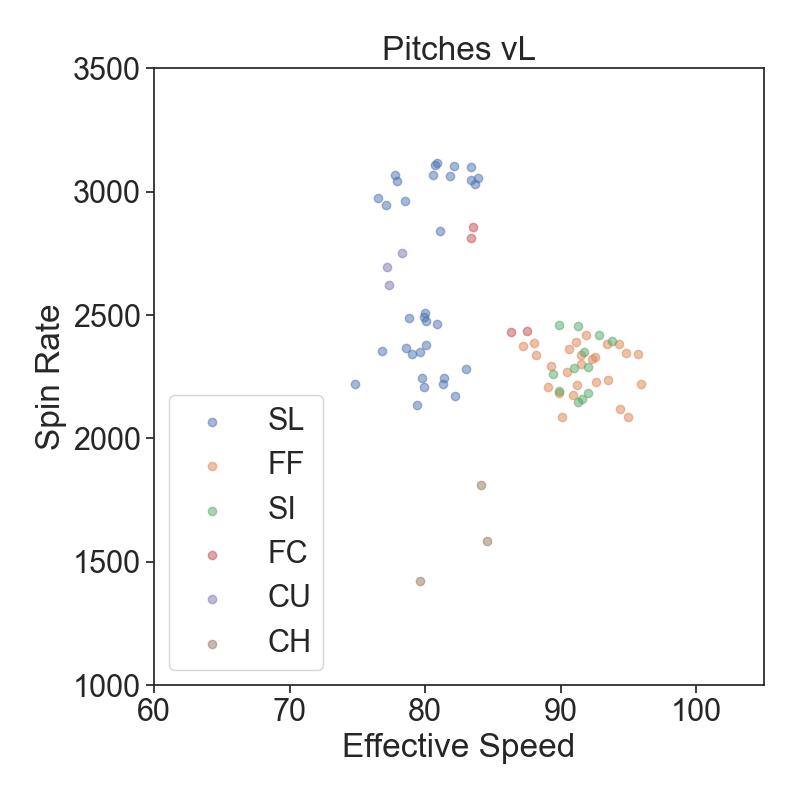 Pitches vL
3500
3000
2500
2000
1500
1000
Spin Rate
SL
FF
SI
FC
CU
CH
60 70 80 90 100
Effective Speed